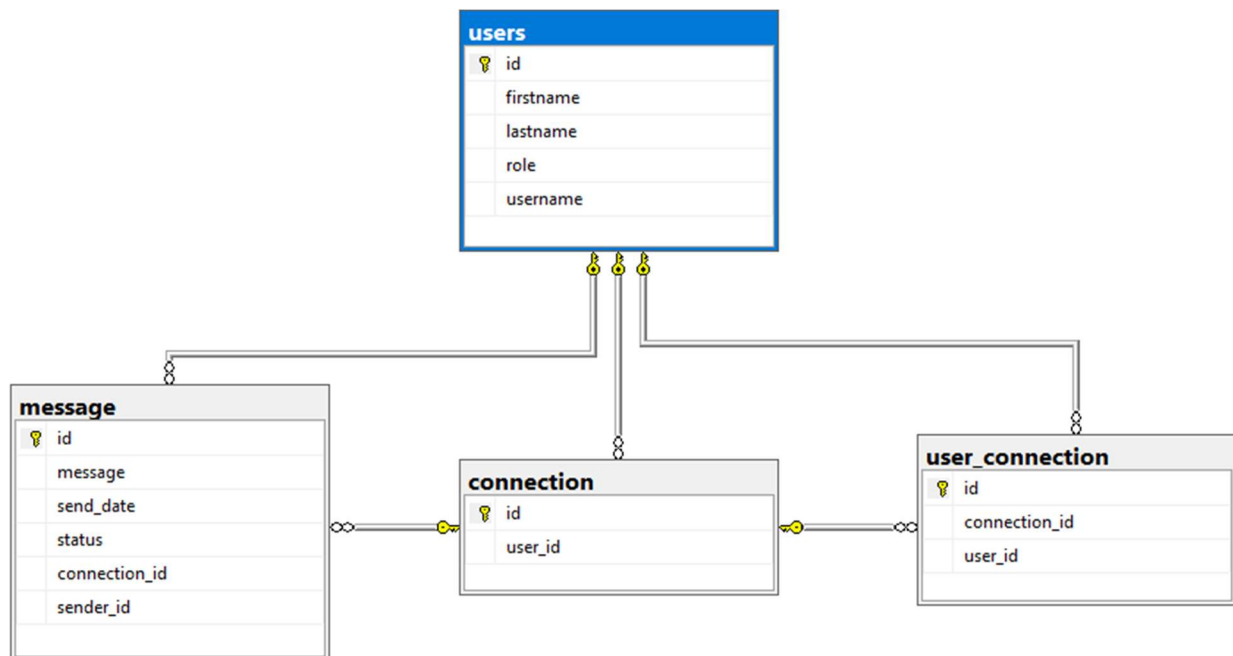 users
id
firstname
lastname
role
username
message
id
message
send_date
status
connection_id
sender_id
connection
id
user_id
user_connection
id
connection_id
user_id